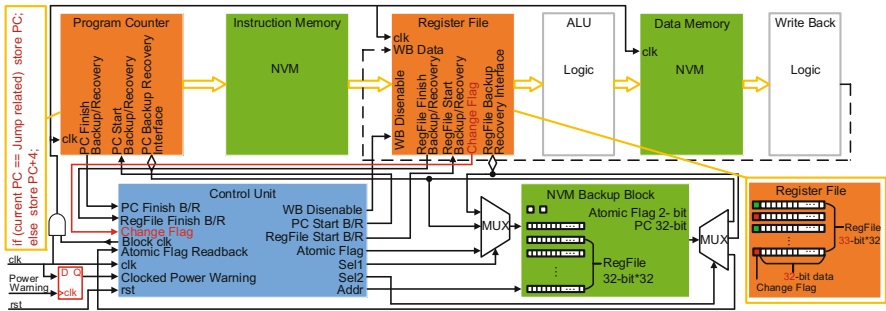 if (current PC == Jump related) store PC;
else store PC+4;
Program Counter
clk
PC Finish
Backup/Recovery
PC Start
Backup/Recovery
PC Backup Recovery
Interface
Instruction Memory
NVM
Register File
clk
WB Data
WB Disenable
RegFile Finish
Backup/Recovery
RegFile Start
Backup/Recovery
Change Flag
RegFile Backup
Recovery Interface
ALU
Logic
Data Memory
clk
NVM
Write Back
Logic
Control Unit
PC Finish B/R
RegFile Finish B/R
Change Flag
Block clk
Atomic Flag Readback
clk
Clocked Power Warning
rst
WB Disenable
PC Start B/R
RegFile Start B/R
Atomic Flag
Sel1
Sel2
Addr
clk
Power
Warning
rst
D Q
>clk
MUX
NVM Backup Block
Atomic Flag 2- bit
PC 32-bit
RegFile
32-bit*32
MUX
Register File
RegFile
33-bit*32
32-bit data
Change Flag